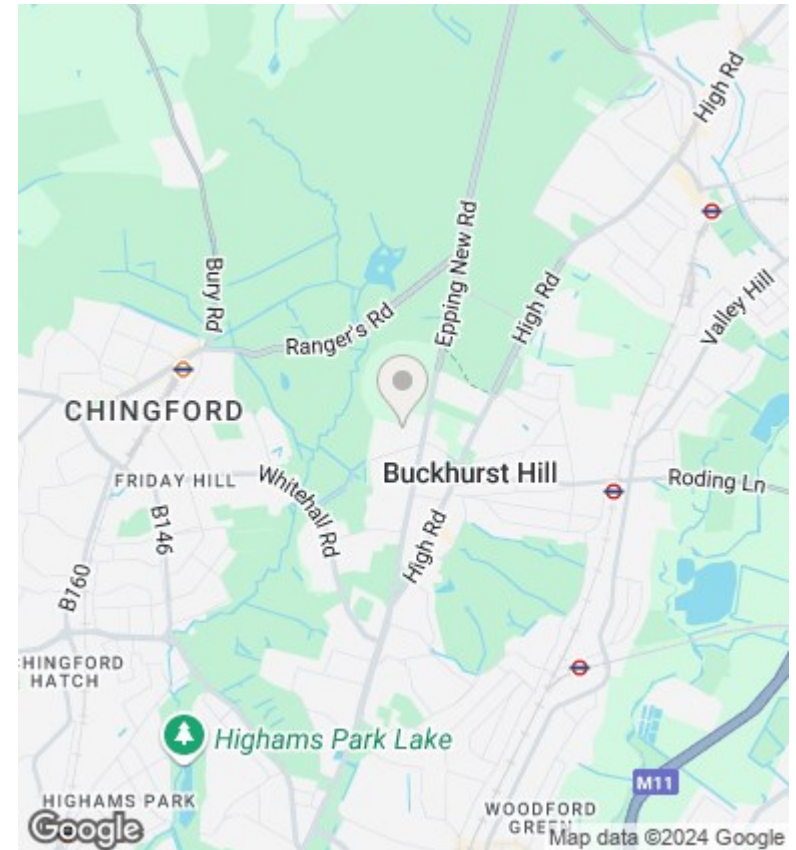 High Rd
Epping New Rd
Bury Rd
Ranger's Rd
High Rd
Valley Hill
CHINGFORD
FRIDAY HILL
Whitehall Rd
Buckhurst Hill
Roding Ln
B146
High Rd
B160
HINGFORD
HATCH
Highams Park Lake
M11
HIGHAMS PARK
WOODFORD
GREEN
Google
Map data ©2024 Google